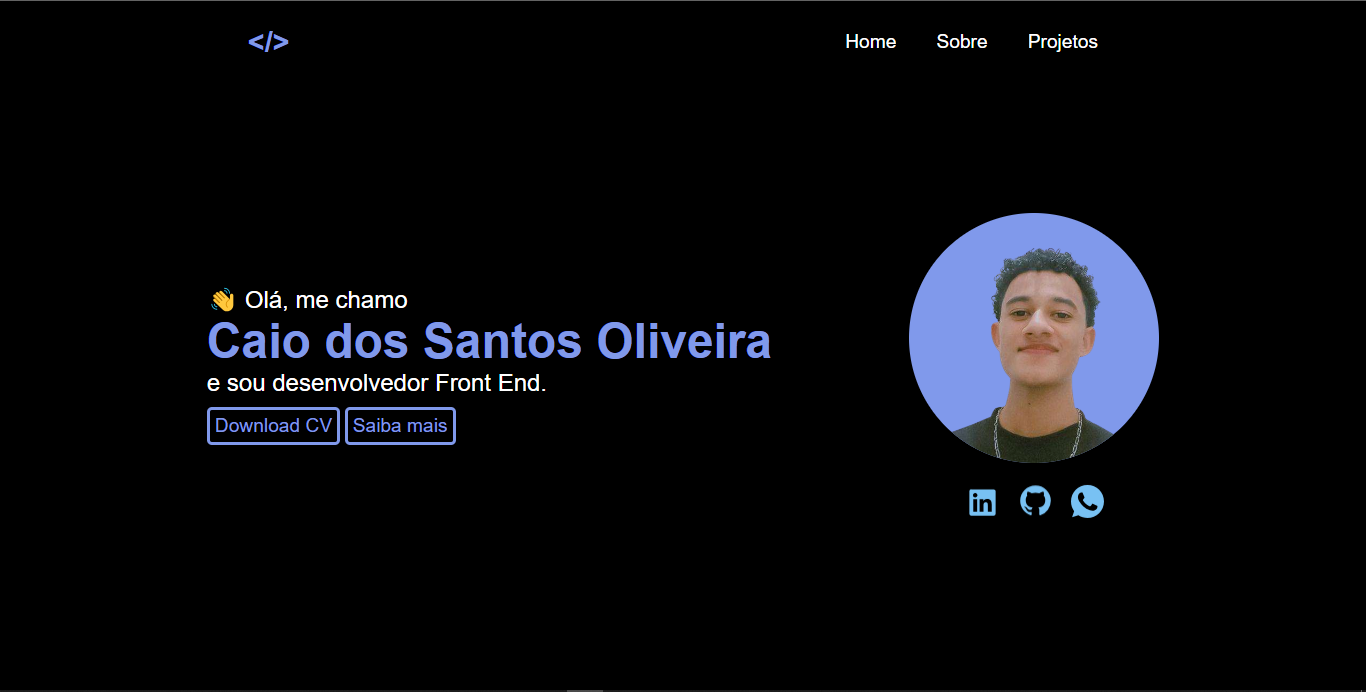 </>
Home Sobre Projetos
👋 Olá, me chamo
Caio dos Santos Oliveira
e sou desenvolvedor Front End.
Download CV Saiba mais
in